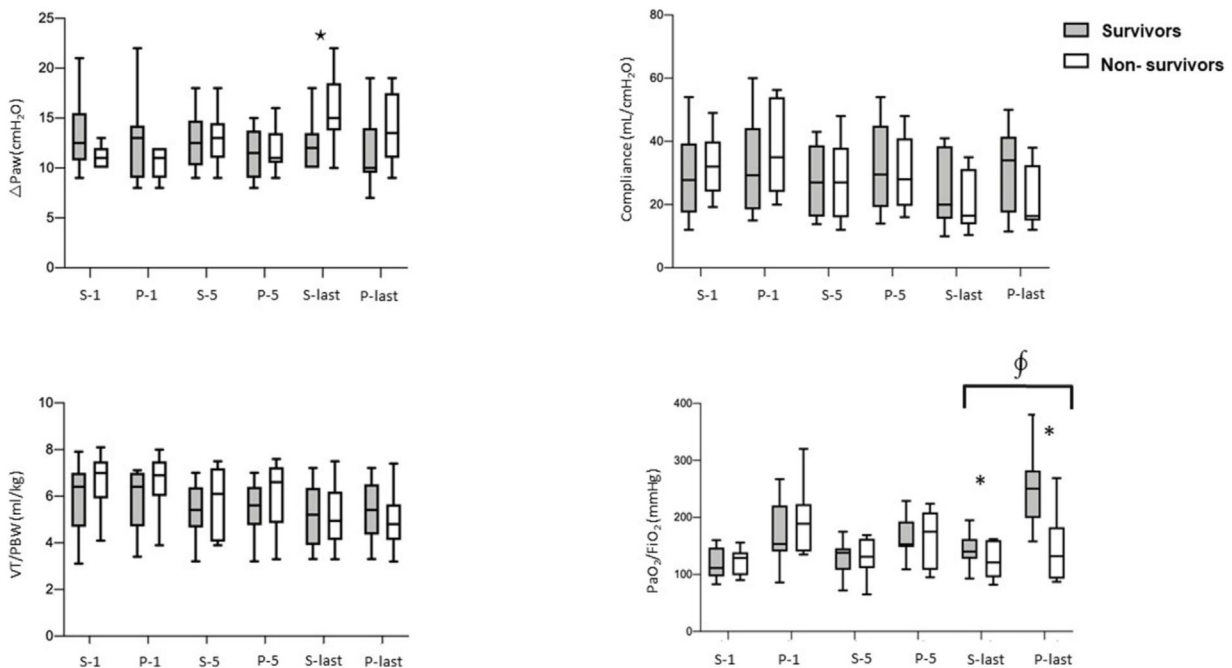 25
20
15
10
5
0
△Paw(cmH₂O)
★
S-1 P-1 S-5 P-5 S-last P-last
80
60
40
20
0
Compliance (mL/cmH₂O)
S-1 P-1 S-5 P-5 S-last P-last
Survivors
Non- survivors
10
8
6
4
2
0
VT/PBW (ml/kg)
S-1 P-1 S-5 P-5 S-last P-last
400
300
200
100
0
PaO₂/FiO₂ (mmHg)
∮
*
*
S-1 P-1 S-5 P-5 S-last P-last